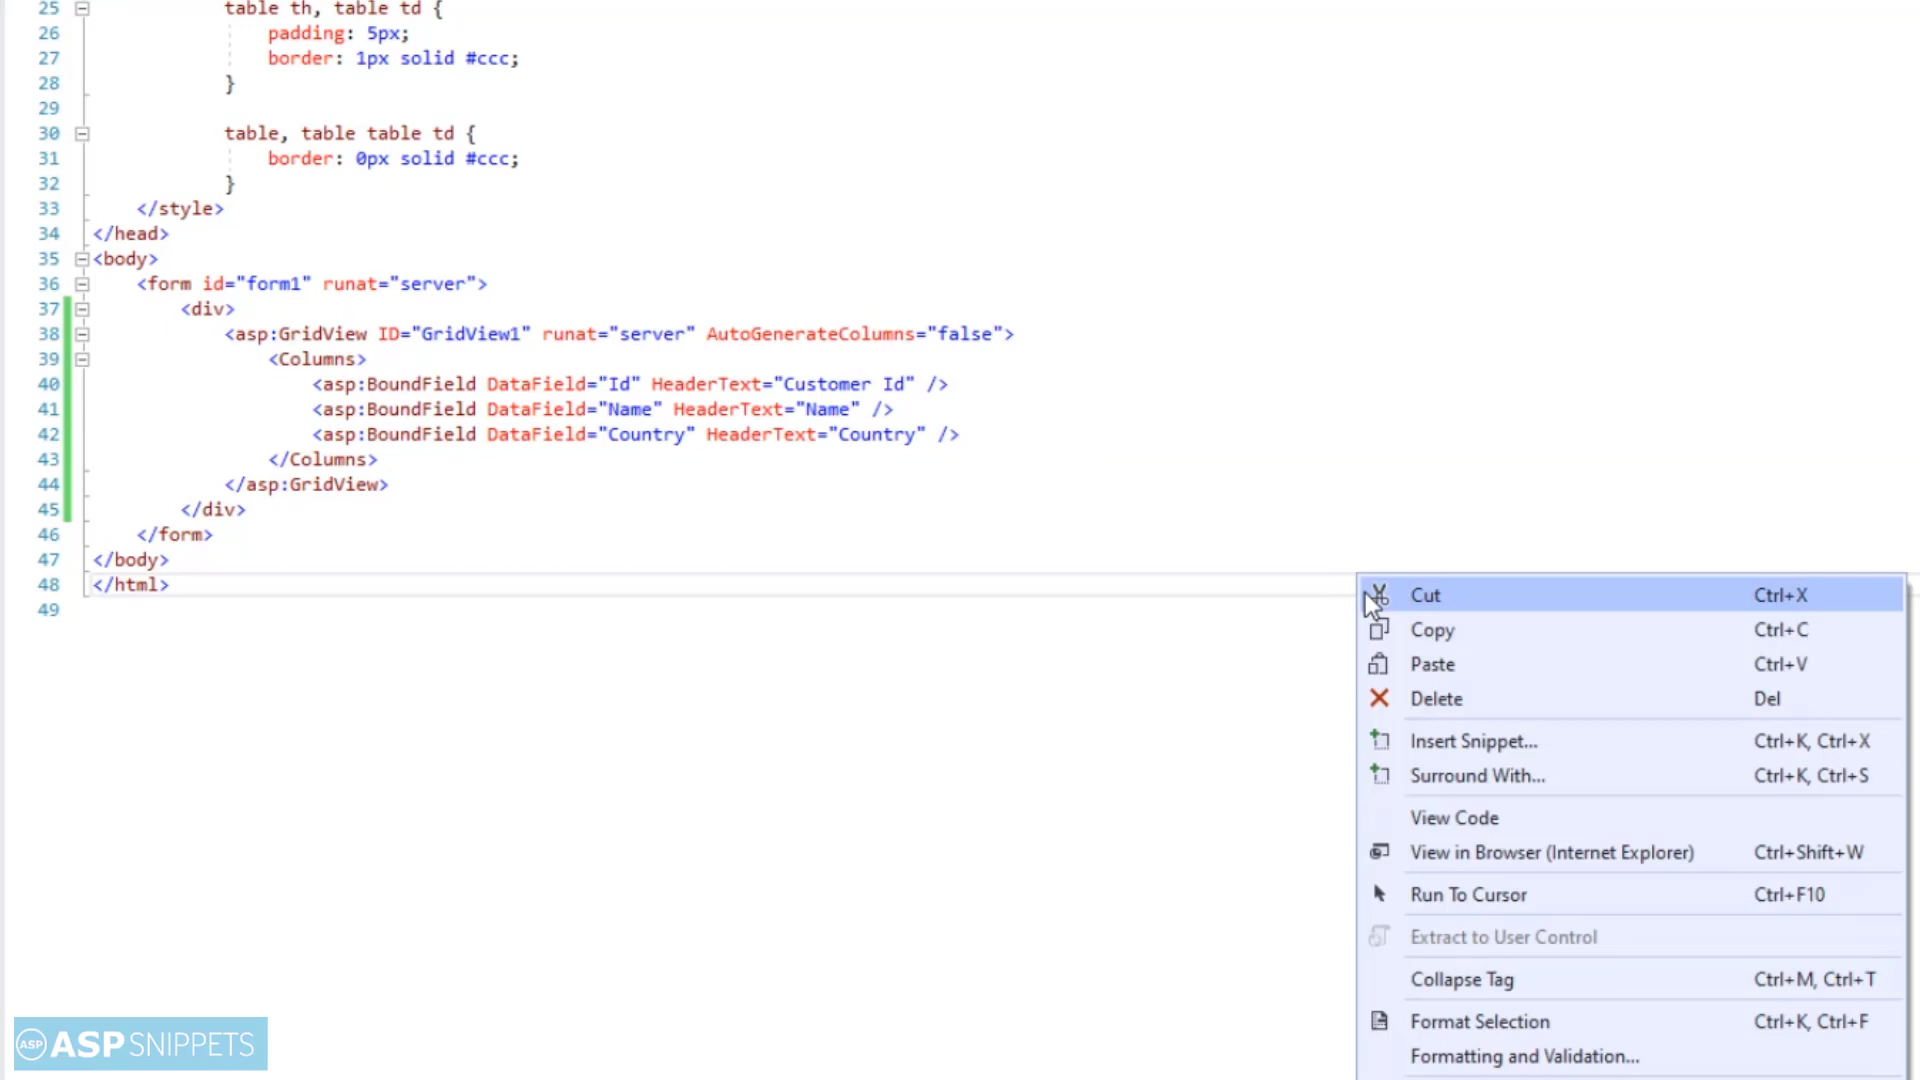 25 table th, table td {
26 padding: 5px;
27 border: 1px solid #ccc;
28 }
29
30 table, table table td {
31 border: 0px solid #ccc;
32 }
33 </style>
34 </head>
35 <body>
36 <form id="form1" runat="server">
37 <div>
38 <asp:GridView ID="GridView1" runat="server" AutoGenerateColumns="false">
39 <Columns>
40 <asp:BoundField DataField="Id" HeaderText="Customer Id" />
41 <asp:BoundField DataField="Name" HeaderText="Name" />
42 <asp:BoundField DataField="Country" HeaderText="Country" />
43 </Columns>
44 </asp:GridView>
45 </div>
46 </form>
47 </body>
48 </html>
49
Cut Ctrl+X
Copy Ctrl+C
Paste Ctrl+V
Delete Del
Insert Snippet... Ctrl+K, Ctrl+X
Surround With... Ctrl+K, Ctrl+S
View Code
View in Browser (Internet Explorer) Ctrl+Shift+W
Run To Cursor Ctrl+F10
Extract to User Control
Collapse Tag Ctrl+M, Ctrl+T
Format Selection Ctrl+K, Ctrl+F
Formatting and Validation...
ASP ASPSNIPPETS